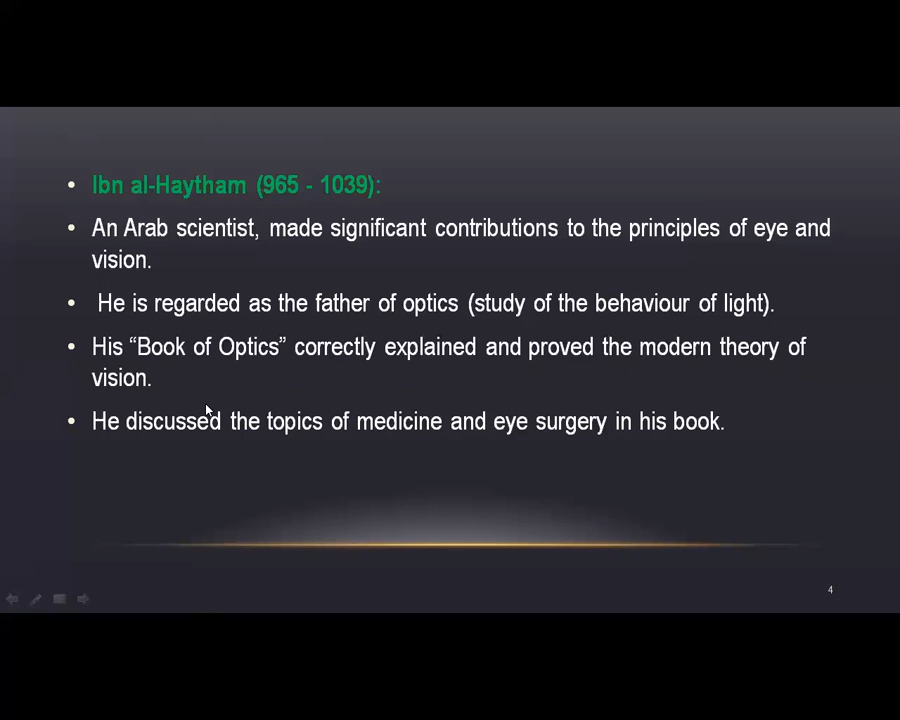 • Ibn al-Haytham (965 - 1039):
• An Arab scientist, made significant contributions to the principles of eye and
vision.
• He is regarded as the father of optics (study of the behaviour of light).
• His “Book of Optics” correctly explained and proved the modern theory of
vision.
• He discussed the topics of medicine and eye surgery in his book.
4